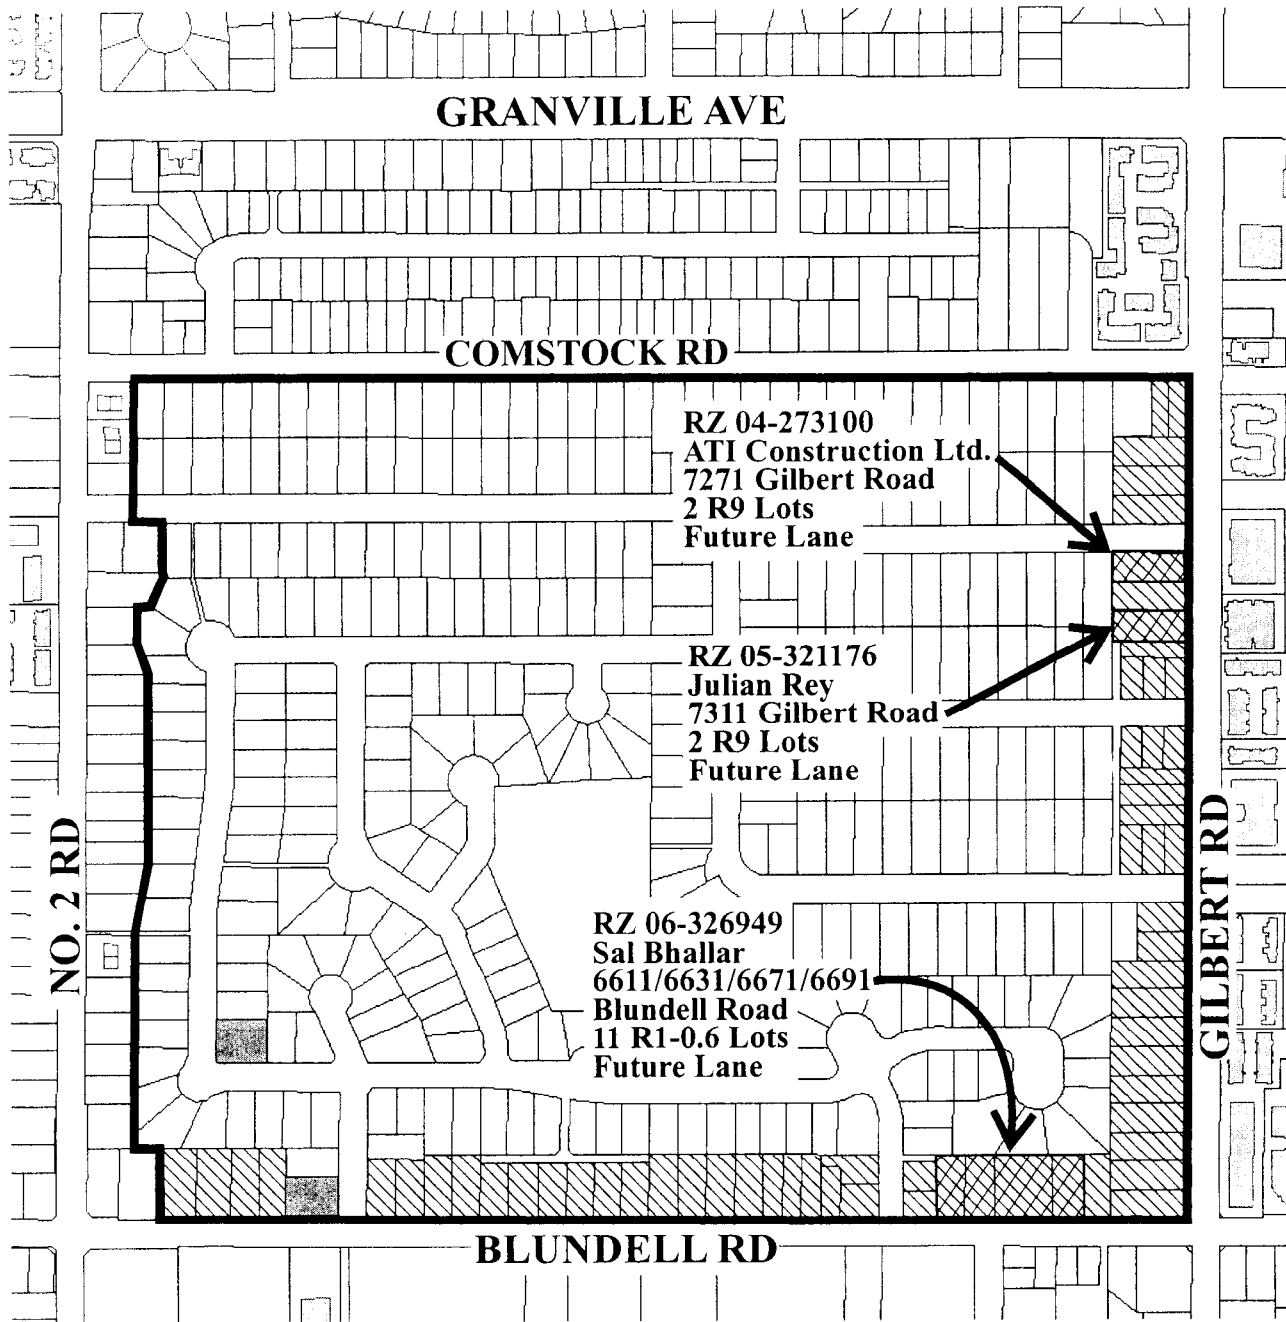 GRANVILLE AVE
COMSTOCK RD
RZ 04-273100
ATI Construction Ltd.
7271 Gilbert Road
2 R9 Lots
Future Lane
RZ 05-321176
Julian Rey
7311 Gilbert Road
2 R9 Lots
Future Lane
NO. 2 RD
GILBERT RD
RZ 06-326949
Sal Bhallar
6611/6631/6671/6691
Blundell Road
11 R1-0.6 Lots
Future Lane
BLUNDELL RD